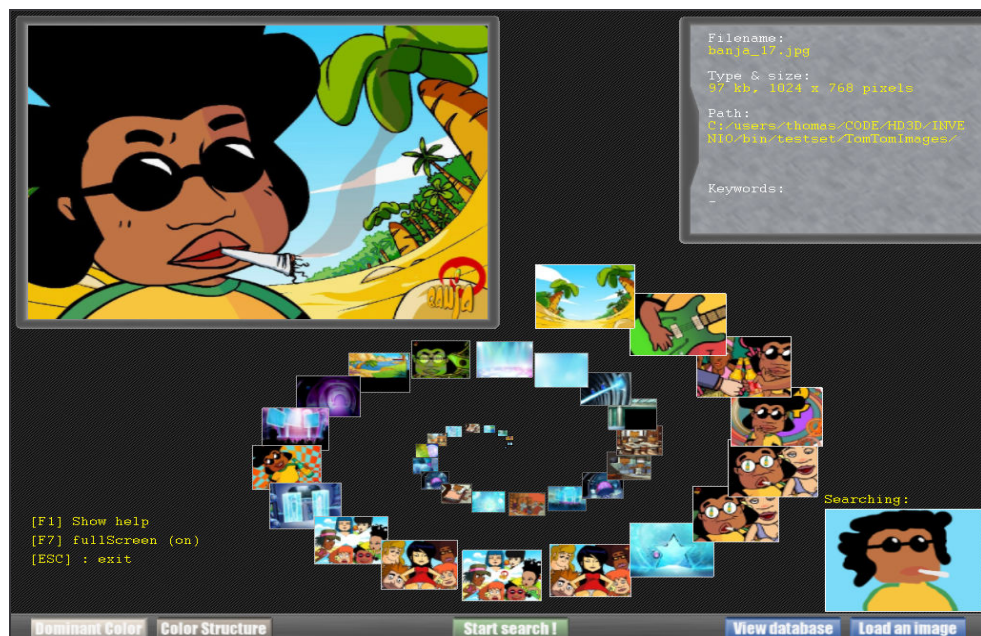 Filename:
banja_17.jpg
Type & size:
97 kb, 1024 x 768 pixels
Path:
C:/users/thomas/CODE/HD3D/INVE
NIO/bin/testset/TomTomImages/
Keywords:
-
BANJA
Searching:
[F1] Show help
[F7] fullScreen (on)
[ESC] : exit
Dominant Color
Color Structure
Start search !
View database
Load an image